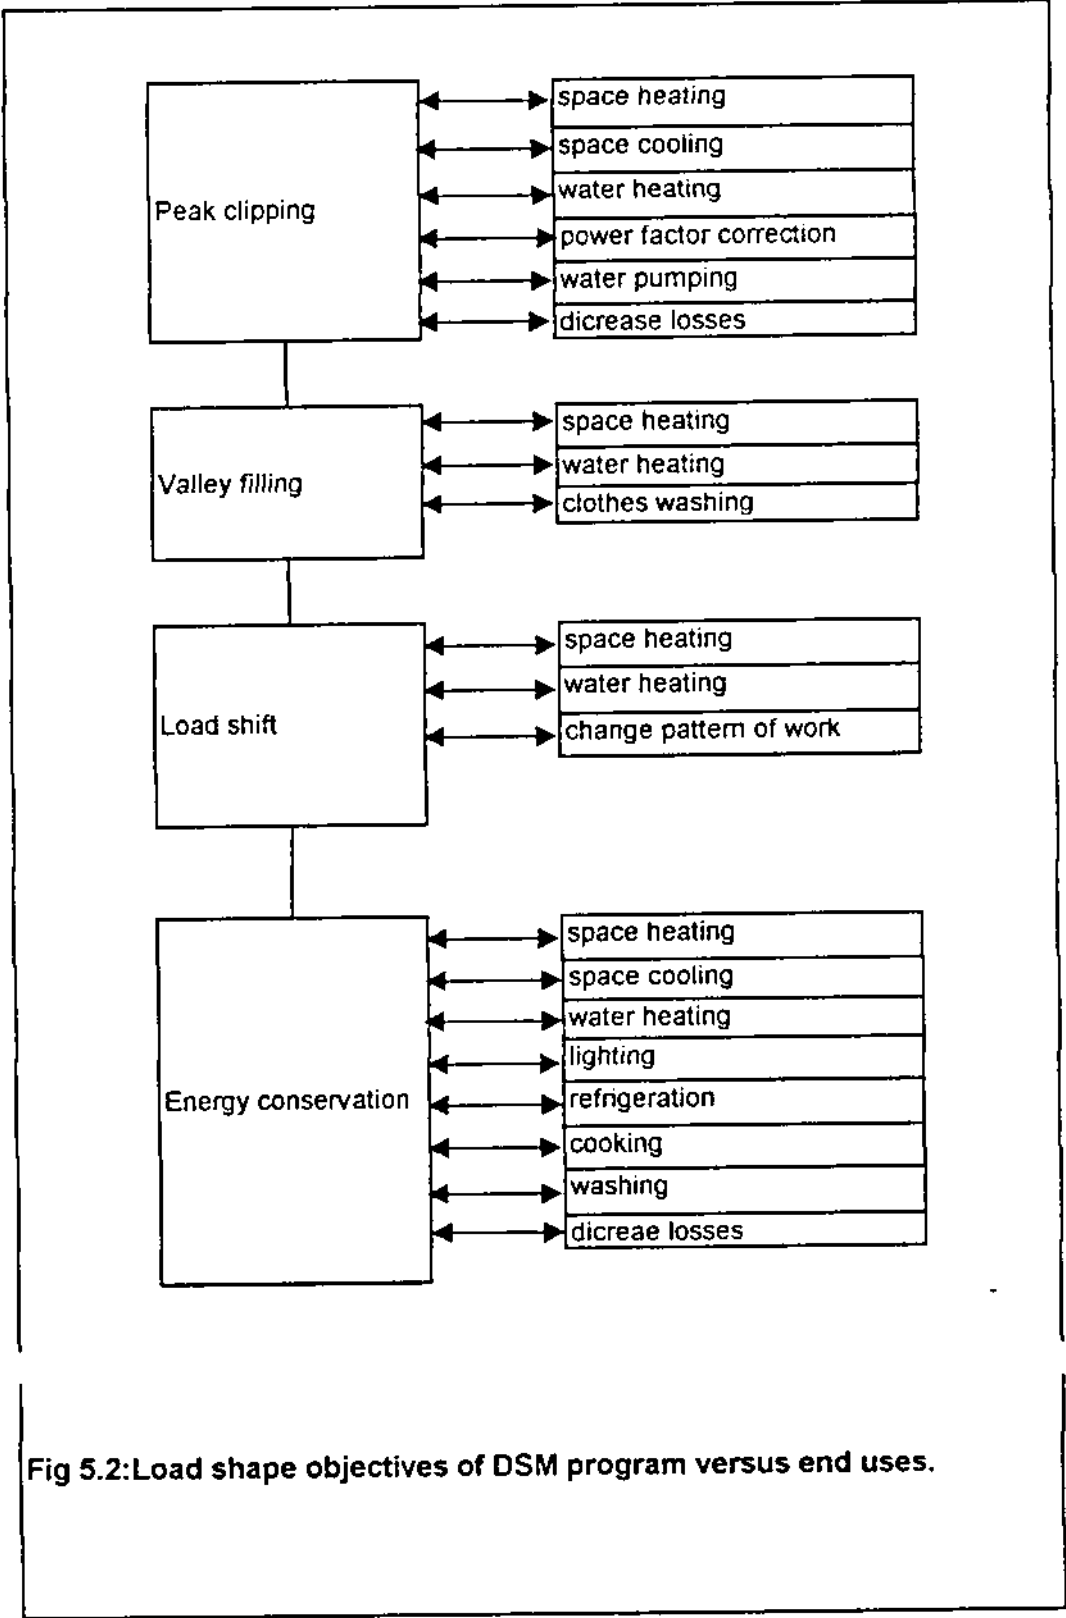 Peak clipping
space heating
space cooling
water heating
power factor correction
water pumping
dicrease losses
Valley filling
space heating
water heating
clothes washing
Load shift
space heating
water heating
change pattern of work
Energy conservation
space heating
space cooling
water heating
lighting
refrigeration
cooking
washing
dicreae losses
Fig 5.2:Load shape objectives of DSM program versus end uses.